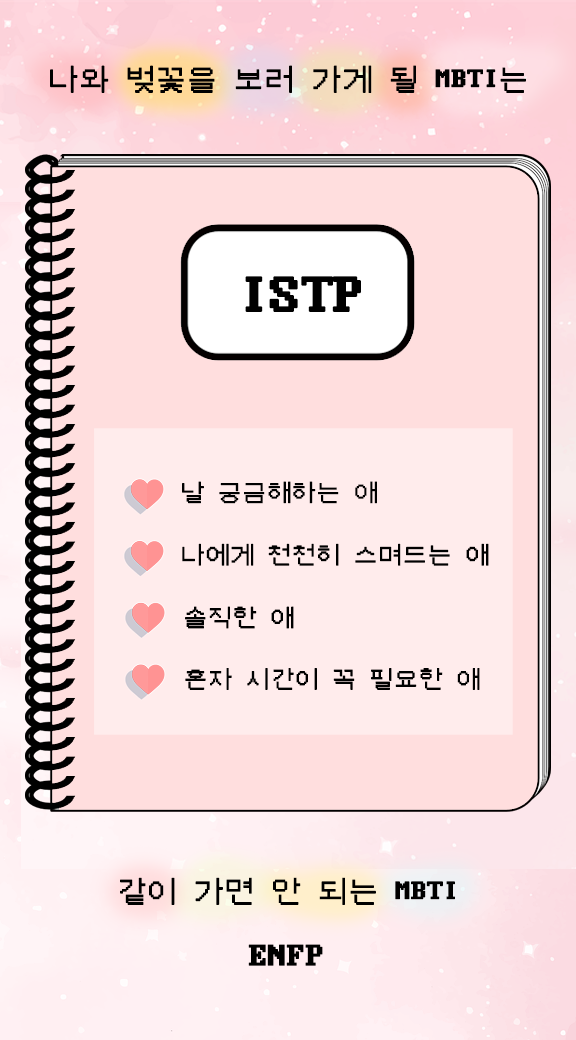 나와 벚꽃을 보러 가게 될 MBTI는
ISTP
날 궁금해하는 애
나에게 천천히 스며드는 애
솔직한 애
혼자 시간이 꼭 필요한 애
같이 가면 안 되는 MBTI
ENFP